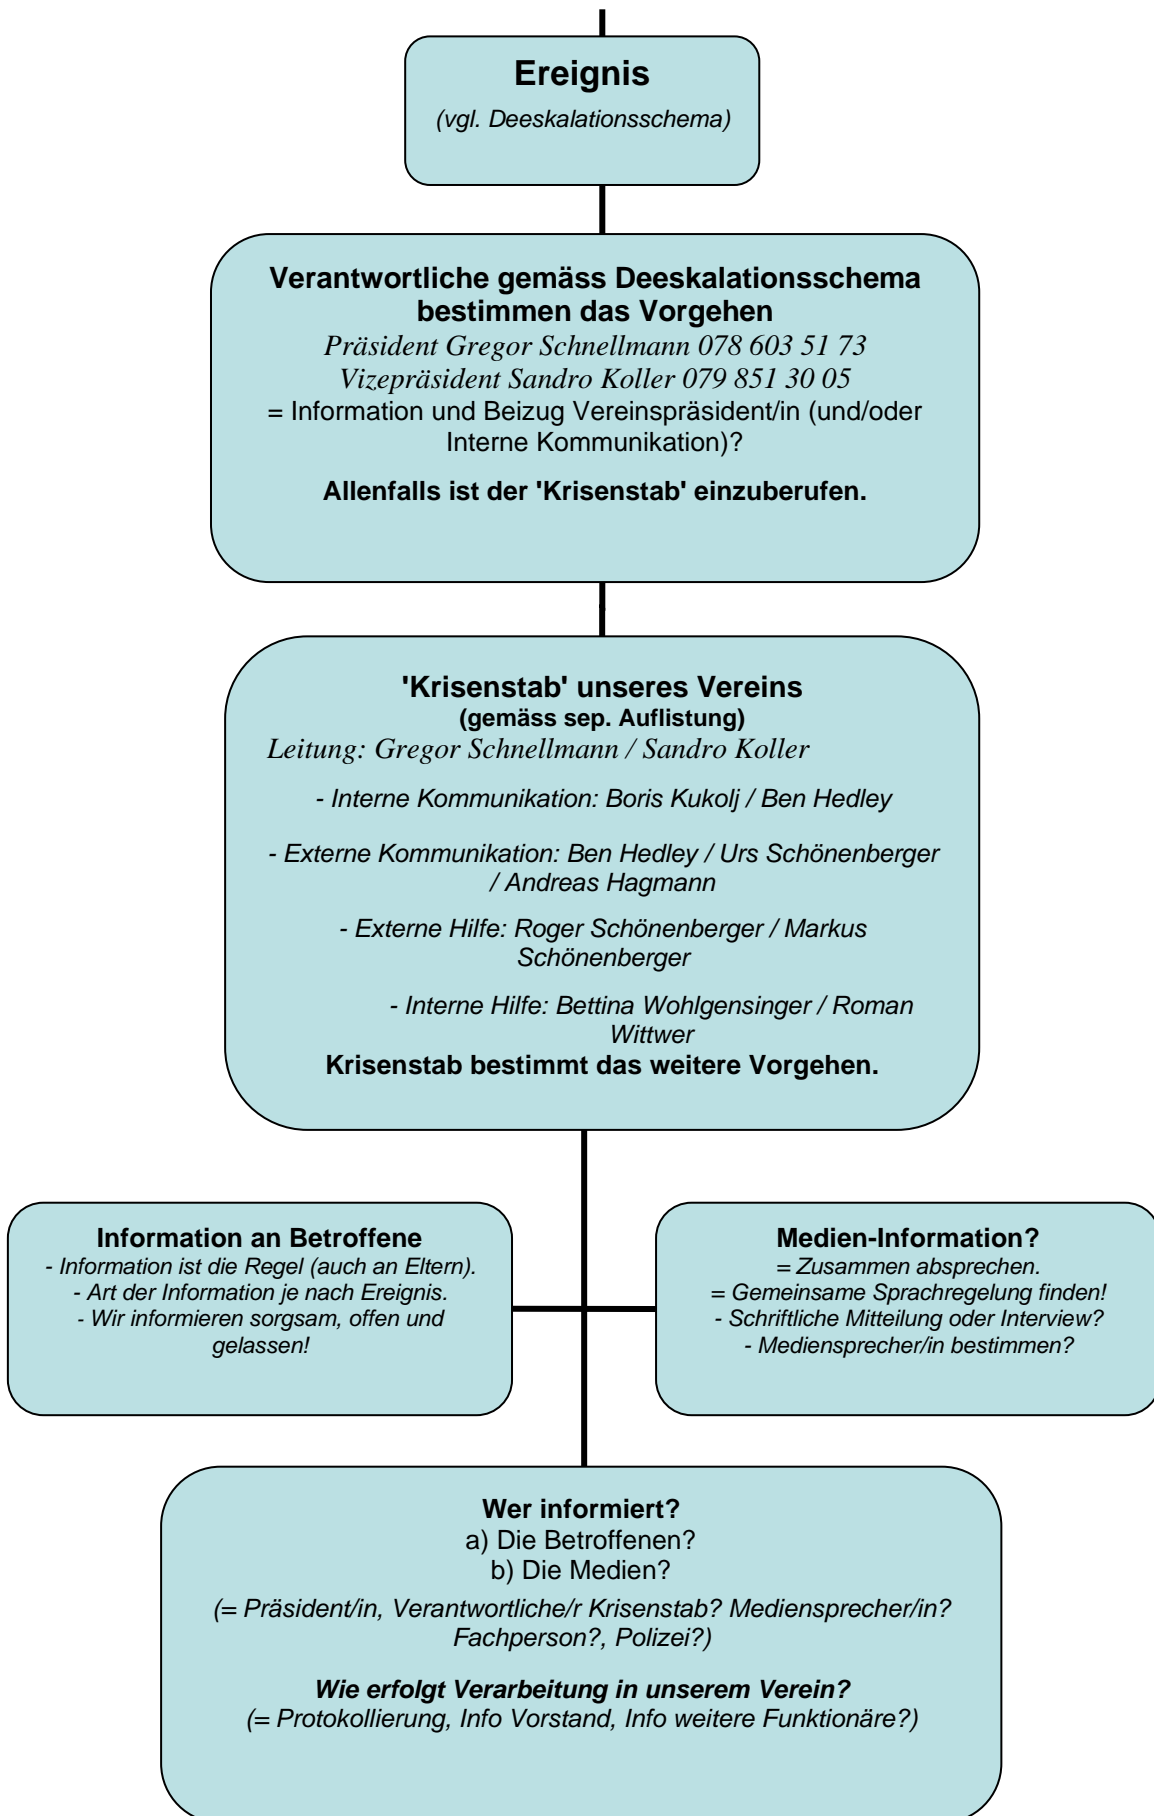 Ereignis
(vgl. Deeskalationsschema)
Verantwortliche gemäss Deeskalationsschema
bestimmen das Vorgehen
Präsident Gregor Schnellmann 078 603 51 73
Vizepräsident Sandro Koller 079 851 30 05
= Information und Beizug Vereinspräsident/in (und/oder
Interne Kommunikation)?
Allenfalls ist der 'Krisenstab' einzuberufen.
'Krisenstab' unseres Vereins
(gemäss sep. Auflistung)
Leitung: Gregor Schnellmann / Sandro Koller
- Interne Kommunikation: Boris Kukolj / Ben Hedley
- Externe Kommunikation: Ben Hedley / Urs Schönenberger
/ Andreas Hagmann
- Externe Hilfe: Roger Schönenberger / Markus
Schönenberger
- Interne Hilfe: Bettina Wohlgensinger / Roman
Wittwer
Krisenstab bestimmt das weitere Vorgehen.
Information an Betroffene
- Information ist die Regel (auch an Eltern).
- Art der Information je nach Ereignis.
- Wir informieren sorgsam, offen und
gelassen!
Medien-Information?
= Zusammen absprechen.
= Gemeinsame Sprachregelung finden!
- Schriftliche Mitteilung oder Interview?
- Mediensprecher/in bestimmen?
Wer informiert?
a) Die Betroffenen?
b) Die Medien?
(= Präsident/in, Verantwortliche/r Krisenstab? Mediensprecher/in?
Fachperson?, Polizei?)
Wie erfolgt Verarbeitung in unserem Verein?
(= Protokollierung, Info Vorstand, Info weitere Funktionäre?)